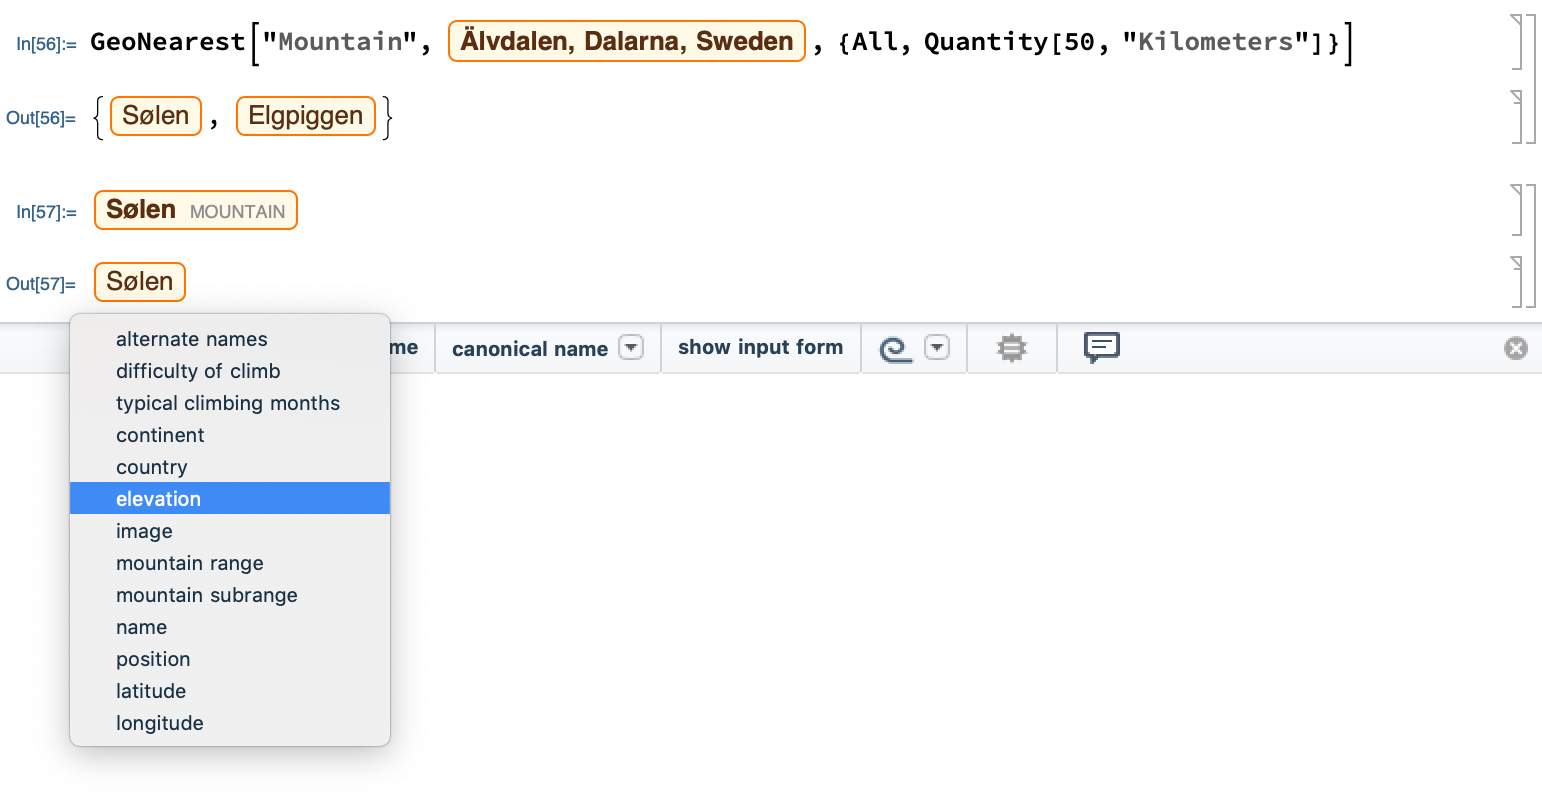 In[56]:= GeoNearest["Mountain", Älvdalen, Dalarna, Sweden, {All, Quantity[50, "Kilometers"]}]
Out[56]= {Sølen, Elgpiggen}
In[57]:= Sølen MOUNTAIN
Out[57]= Sølen
me canonical name show input form
alternate names
difficulty of climb
typical climbing months
continent
country
elevation
image
mountain range
mountain subrange
name
position
latitude
longitude